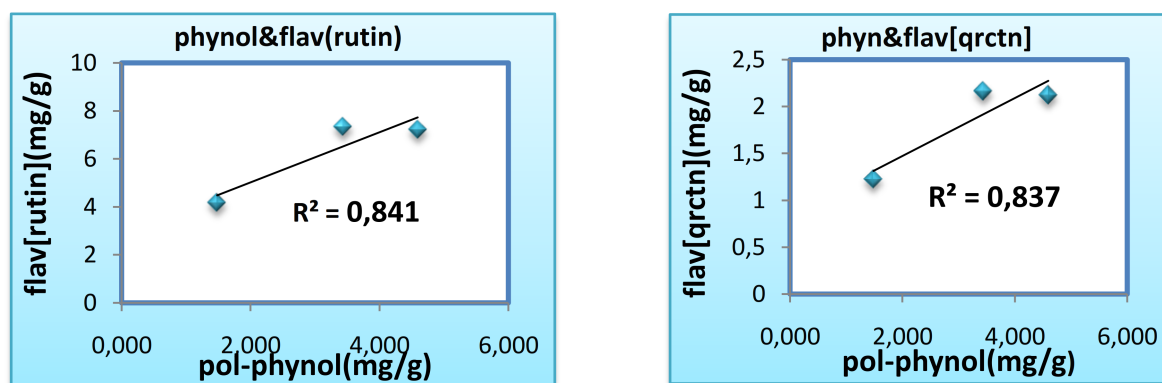 phynol&flav(rutin)
flav[rutin](mg/g)
10
8
6
4
2
0
R² = 0,841
0,000 2,000 4,000 6,000
pol-phynol(mg/g)
phyn&flav[qrctn]
flav[qrctn](mg/g)
2,5
2
1,5
1
0,5
0
R² = 0,837
0,000 2,000 4,000 6,000
pol-phynol(mg/g)